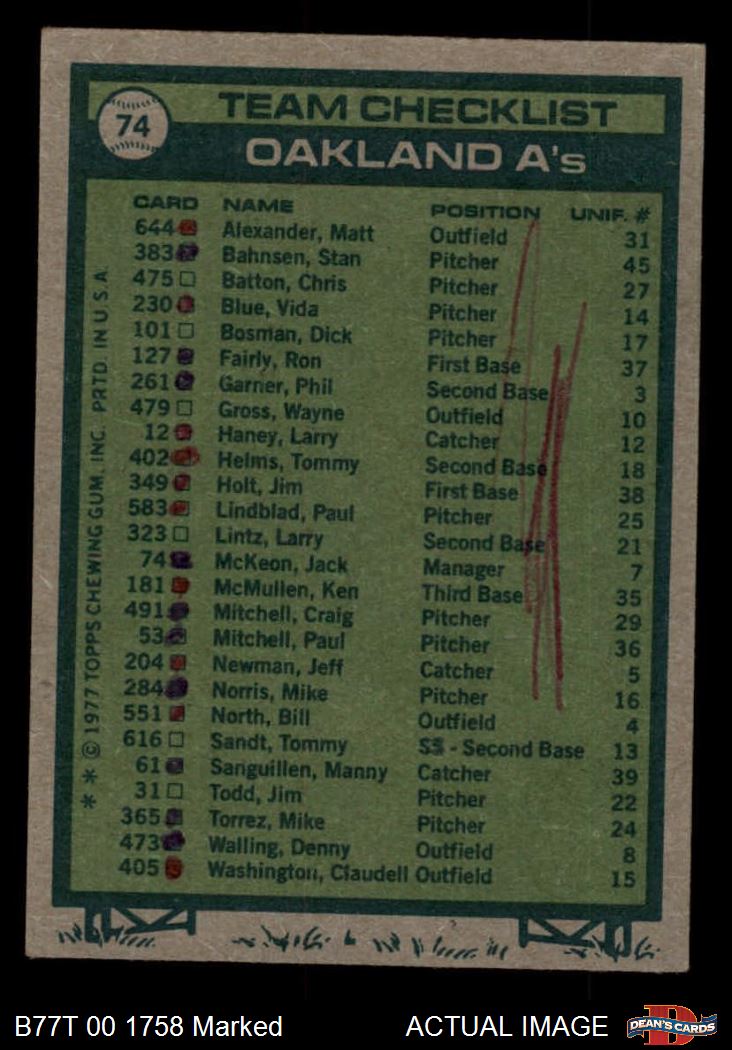 74
TEAM CHECKLIST
OAKLAND A's
CARD NAME POSITION UNIF. #
644 Alexander, Matt Outfield 31
383 Bahnsen, Stan Pitcher 45
475 Batton, Chris Pitcher 27
230 Blue, Vida Pitcher 14
101 Bosman, Dick Pitcher 17
127 Fairly, Ron First Base 37
261 Garner, Phil Second Base 3
479 Gross, Wayne Outfield 10
12 Haney, Larry Catcher 12
402 Helms, Tommy Second Base 18
349 Holt, Jim First Base 38
583 Lindblad, Paul Pitcher 25
323 Lintz, Larry Second Base 21
74 McKeon, Jack Manager 7
181 McMullen, Ken Third Base 35
491 Mitchell, Craig Pitcher 29
53 Mitchell, Paul Pitcher 36
204 Newman, Jeff Catcher 5
284 Norris, Mike Pitcher 16
551 North, Bill Outfield 4
616 Sandt, Tommy SS - Second Base 13
61 Sanguillen, Manny Catcher 39
31 Todd, Jim Pitcher 22
365 Torrez, Mike Pitcher 24
473 Walling, Denny Outfield 8
405 Washington, Claudell Outfield 15
* * © 1977 TOPPS CHEWING GUM, INC. PRTD. IN U S A
B77T 00 1758 Marked ACTUAL IMAGE
D
DEAN'S CARDS